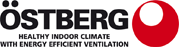 ÖSTBERG
HEALTHY INDOOR CLIMATE
WITH ENERGY EFFICIENT VENTILATION